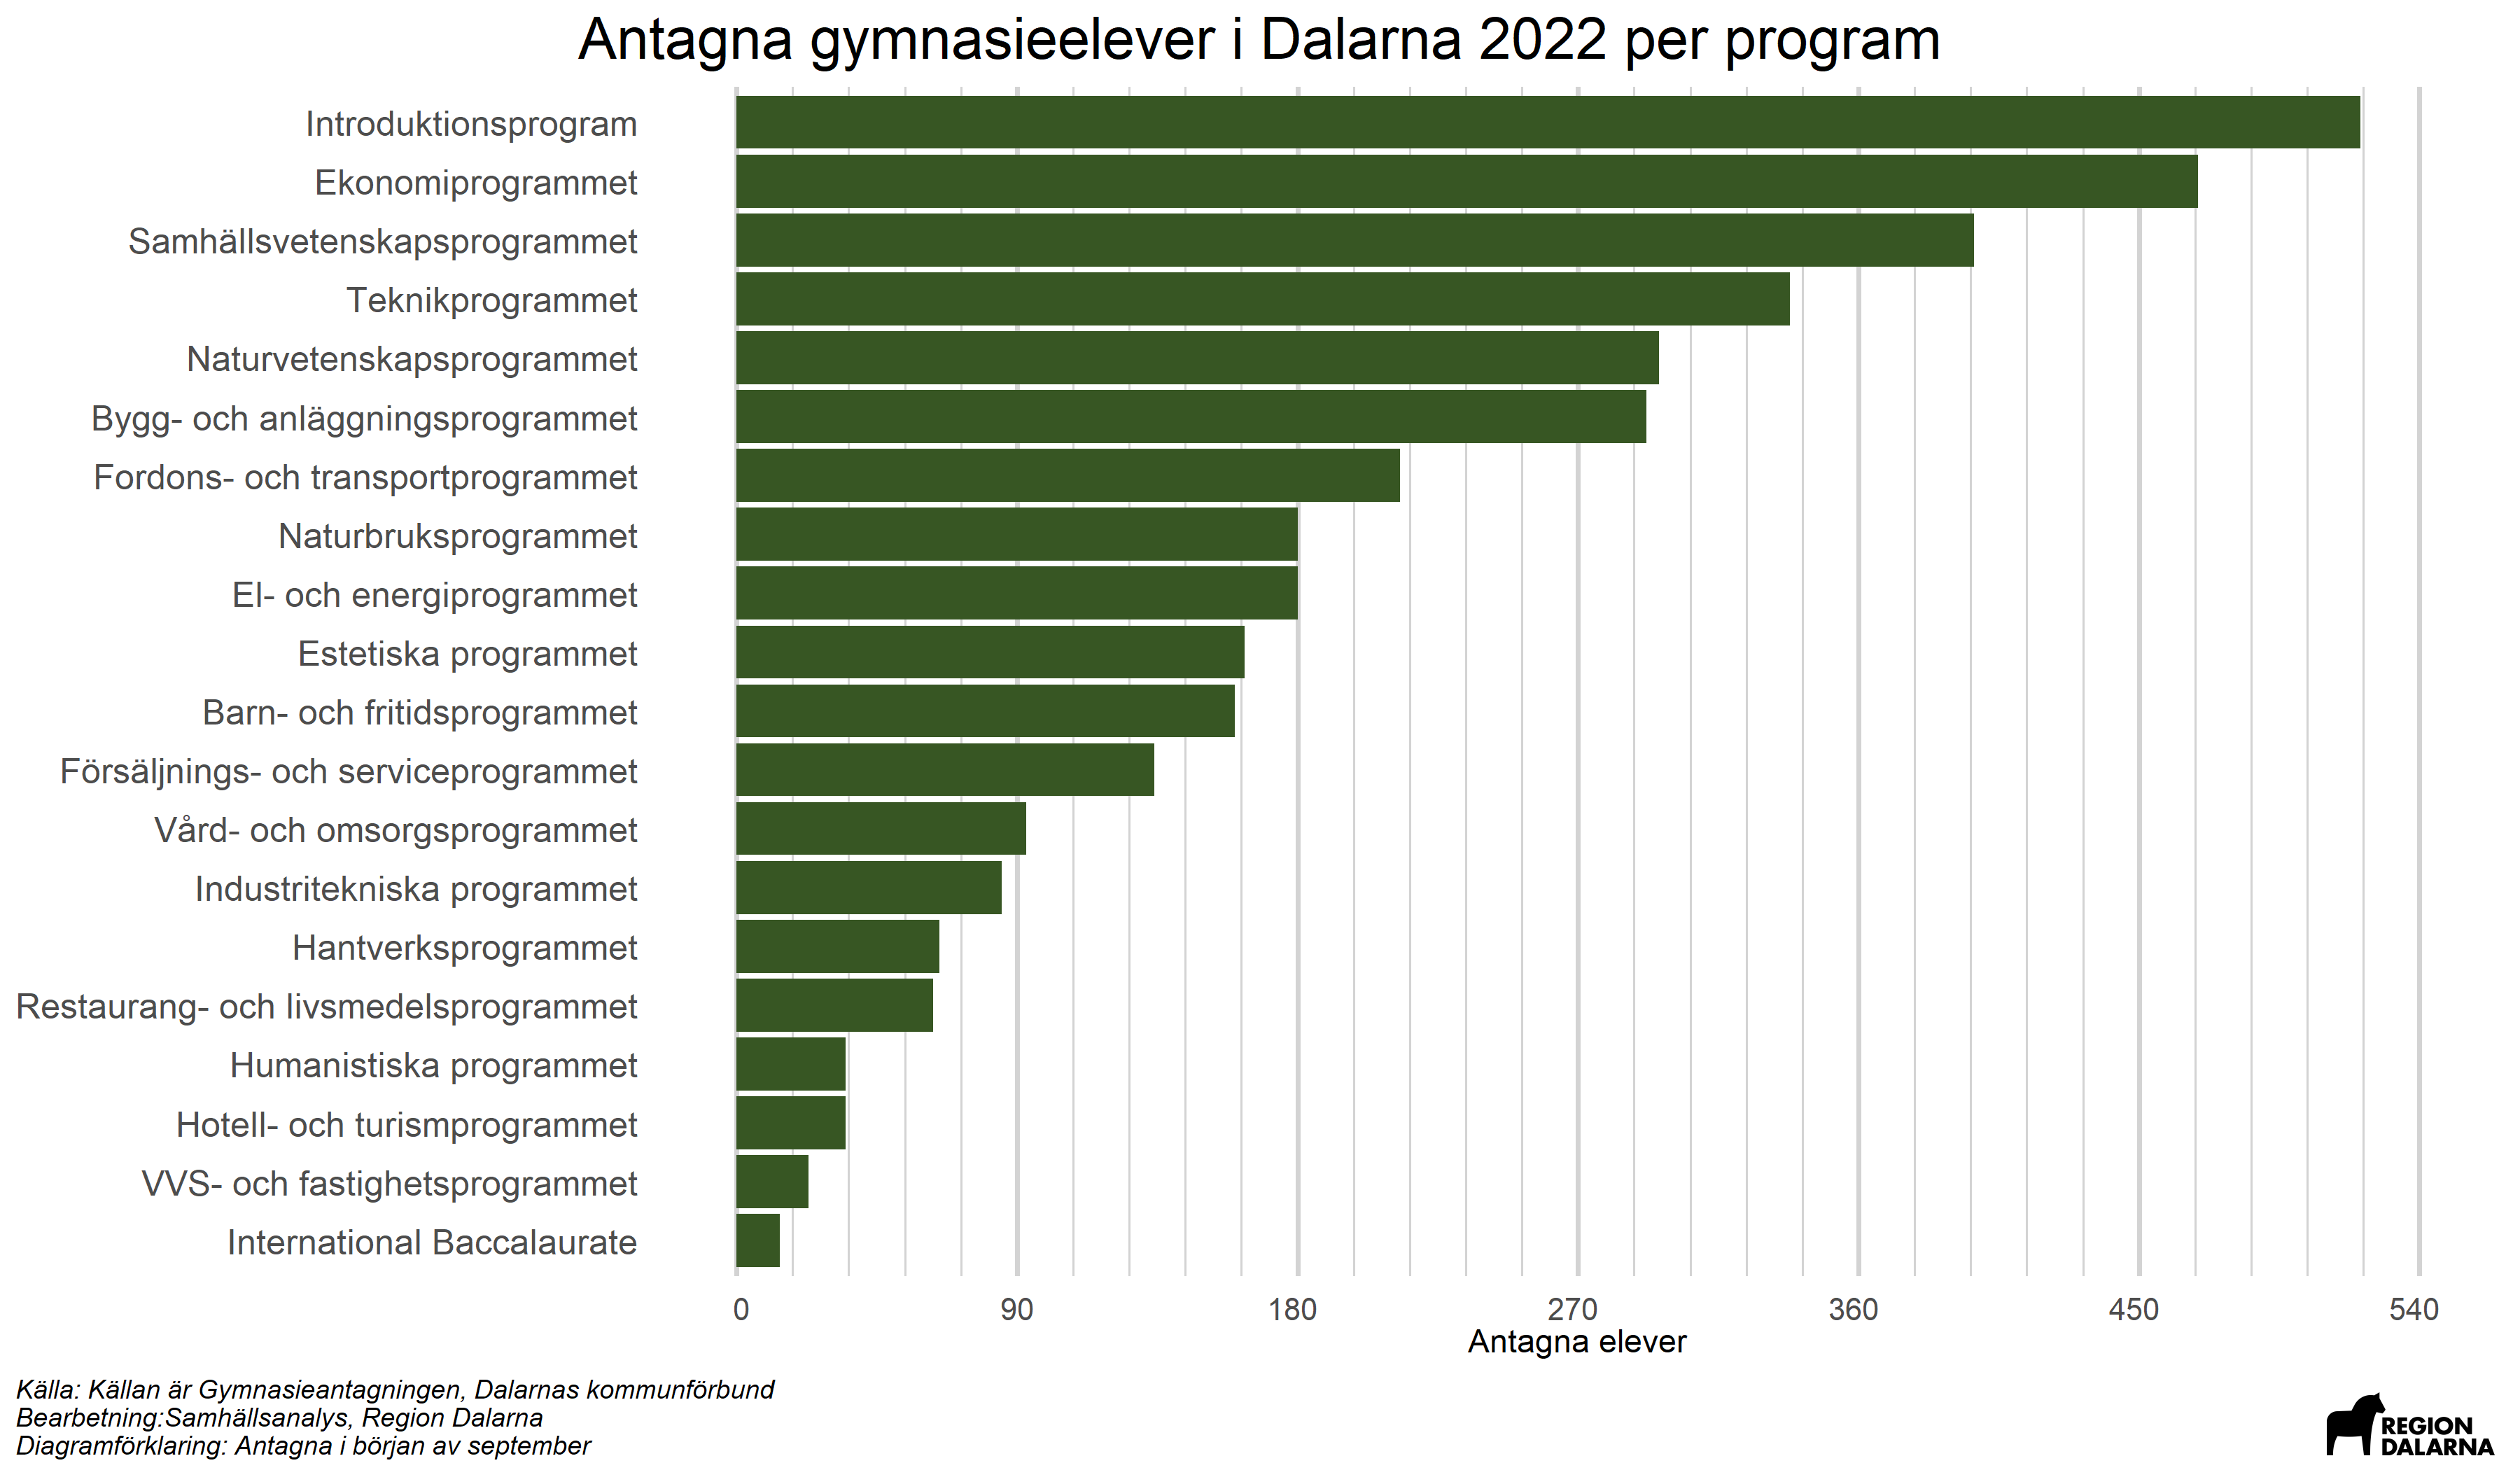 Antagna gymnasieelever i Dalarna 2022 per program
Introduktionsprogram
Ekonomiprogrammet
Samhällsvetenskapsprogrammet
Teknikprogrammet
Naturvetenskapsprogrammet
Bygg- och anläggningsprogrammet
Fordons- och transportprogrammet
Naturbruksprogrammet
El- och energiprogrammet
Estetiska programmet
Barn- och fritidsprogrammet
Försäljnings- och serviceprogrammet
Vård- och omsorgsprogrammet
Industritekniska programmet
Hantverksprogrammet
Restaurang- och livsmedelsprogrammet
Humanistiska programmet
Hotell- och turismprogrammet
VVS- och fastighetsprogrammet
International Baccalaurate
0 90 180 270 360 450 540
Antagna elever
Källa: Källan är Gymnasieantagningen, Dalarnas kommunförbund
Bearbetning:Samhällsanalys, Region Dalarna
Diagramförklaring: Antagna i början av september
REGION
DALARNA